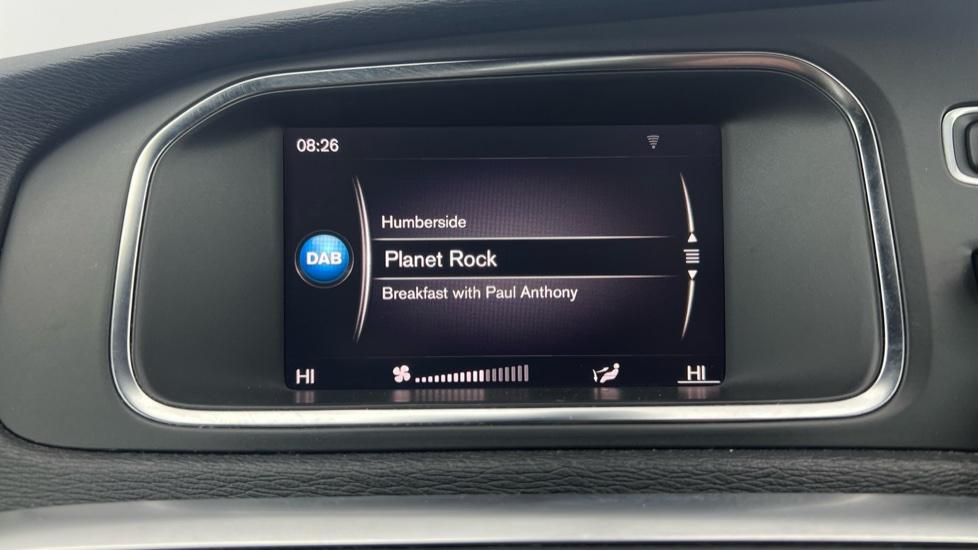 08:26
Humberside
DAB
Planet Rock
Breakfast with Paul Anthony
HI HI